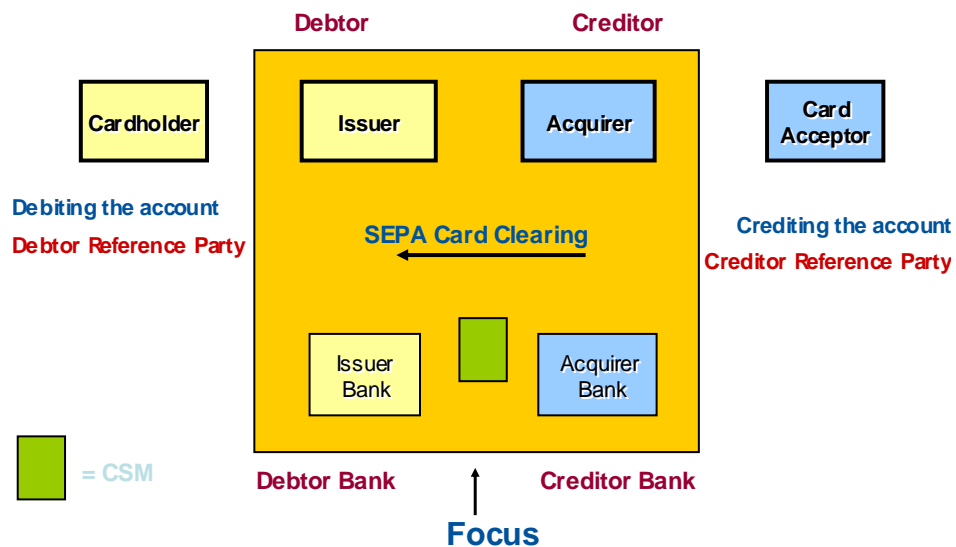 Debtor
Creditor
Cardholder
Issuer
Acquirer
Card
Acceptor
Debiting the account
Debtor Reference Party
SEPA Card Clearing
Crediting the account
Creditor Reference Party
Issuer
Bank
Acquirer
Bank
= CSM
Debtor Bank
Creditor Bank
Focus